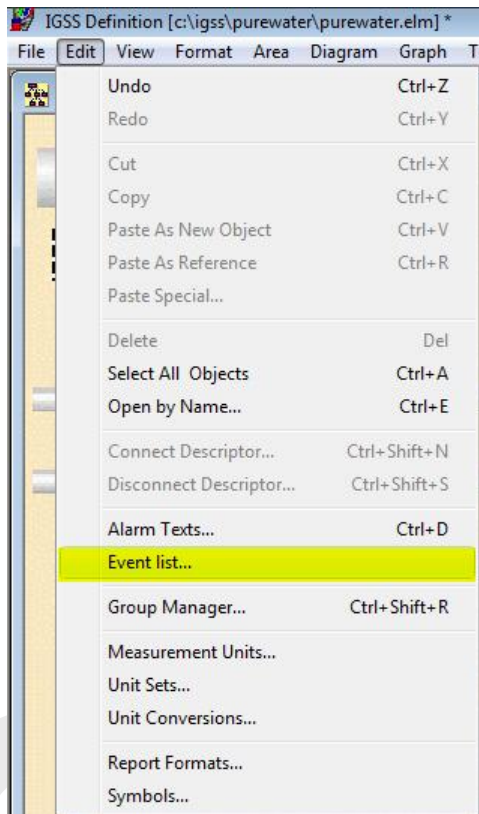 IGSS Definition [c:\igss\purewater\purewater.elm] *
File Edit View Format Area Diagram Graph T
Undo Ctrl+Z
Redo Ctrl+Y
Cut Ctrl+X
Copy Ctrl+C
Paste As New Object Ctrl+V
Paste As Reference Ctrl+R
Paste Special...
Delete Del
Select All Objects Ctrl+A
Open by Name... Ctrl+E
Connect Descriptor... Ctrl+Shift+N
Disconnect Descriptor... Ctrl+Shift+S
Alarm Texts... Ctrl+D
Event list...
Group Manager... Ctrl+Shift+R
Measurement Units...
Unit Sets...
Unit Conversions...
Report Formats...
Symbols...